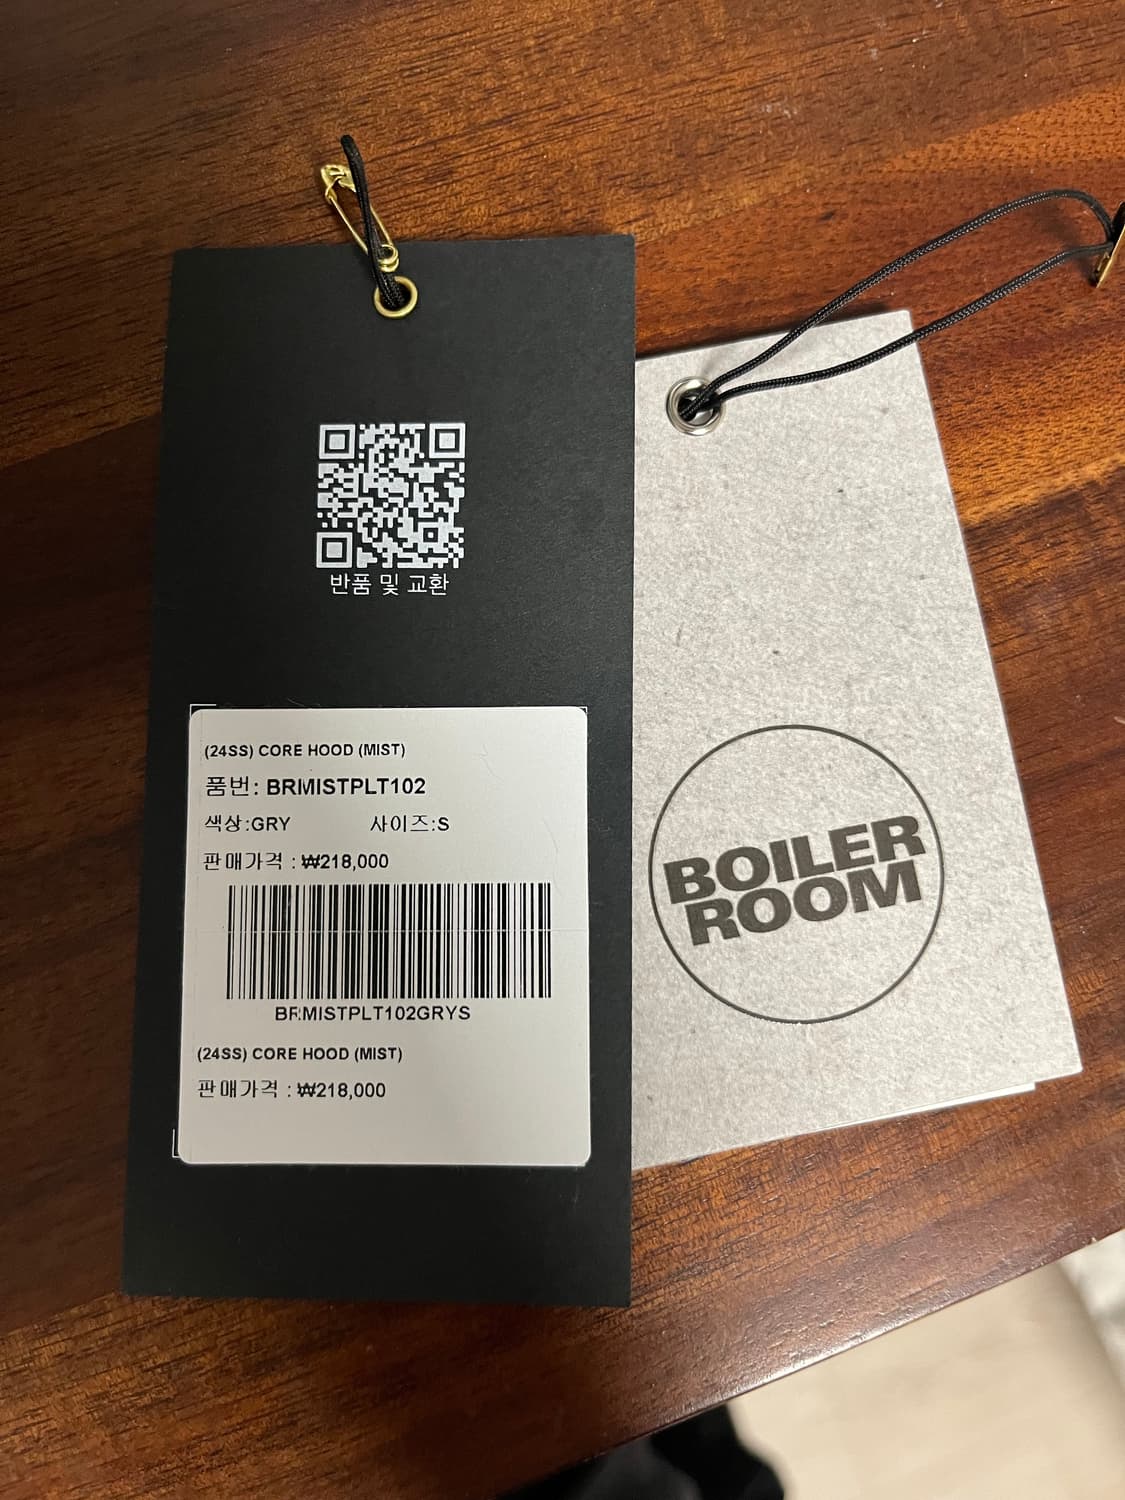 반품 및 교환
(24SS) CORE HOOD (MIST)
품번: BRMISTPLT102
색상:GRY 사이즈:S
판매가격 : ₩218,000
BRMISTPLT102GRYS
(24SS) CORE HOOD (MIST)
판매가격 : ₩218,000
BOILER
ROOM